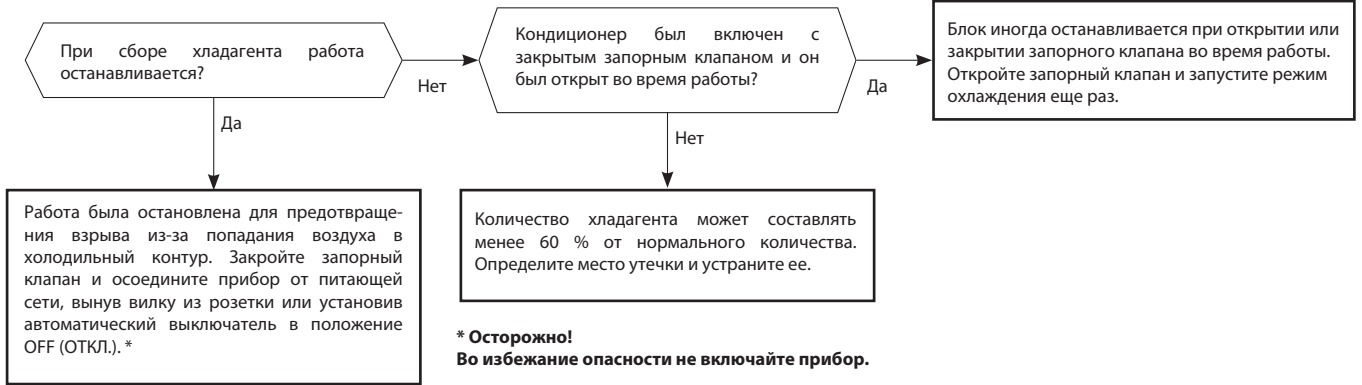 При сборе хладагента работа
останавливается?
Нет
Да
Кондиционер был включен с
закрытым запорным клапаном и он
был открыт во время работы?
Да
Нет
Блок иногда останавливается при открытии или
закрытии запорного клапана во время работы.
Откройте запорный клапан и запустите режим
охлаждения еще раз.
Работа была остановлена для предотвраще-
ния взрыва из-за попадания воздуха в
холодильный контур. Закройте запорный
клапан и осоедините прибор от питающей
сети, вынув вилку из розетки или установив
автоматический выключатель в положение
OFF (ОТКЛ.). *
Количество хладагента может составлять
менее 60 % от нормального количества.
Определите место утечки и устраните ее.
* Осторожно!
Во избежание опасности не включайте прибор.